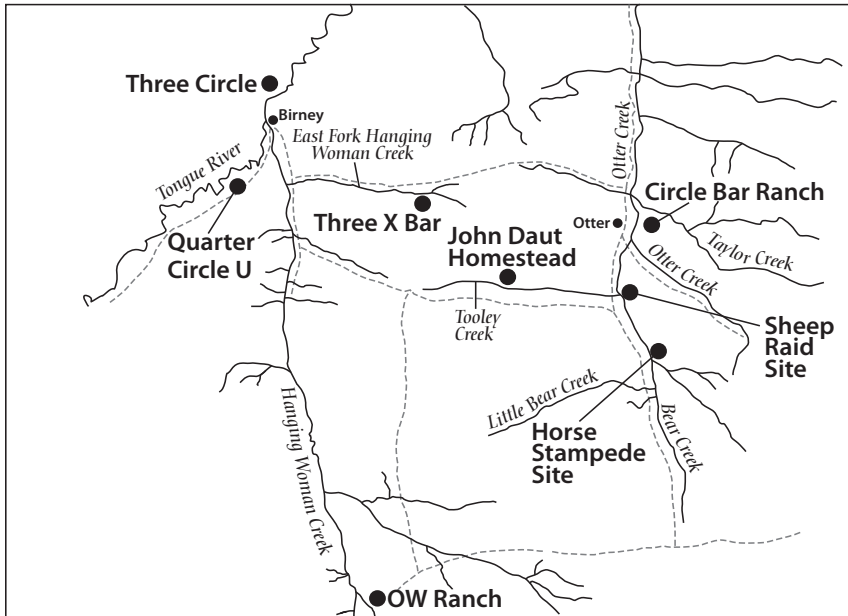 Three Circle
Birney
East Fork Hanging
Woman Creek
Tongue River
Otter Creek
Circle Bar Ranch
Three X Bar
Otter
Quarter
Circle U
John Daut
Homestead
Taylor Creek
Otter Creek
Tooley
Creek
Sheep
Raid
Site
Little Bear Creek
Hanging Woman Creek
Bear Creek
Horse
Stampede
Site
OW Ranch